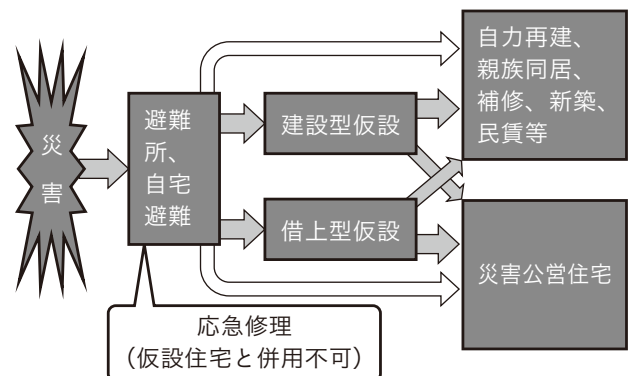 災
害
避難
所、
自宅
避難
建設型仮設
借上型仮設
自力再建、
親族同居、
補修、新築、
民賃等
災害公営住宅
応急修理
（仮設住宅と併用不可）